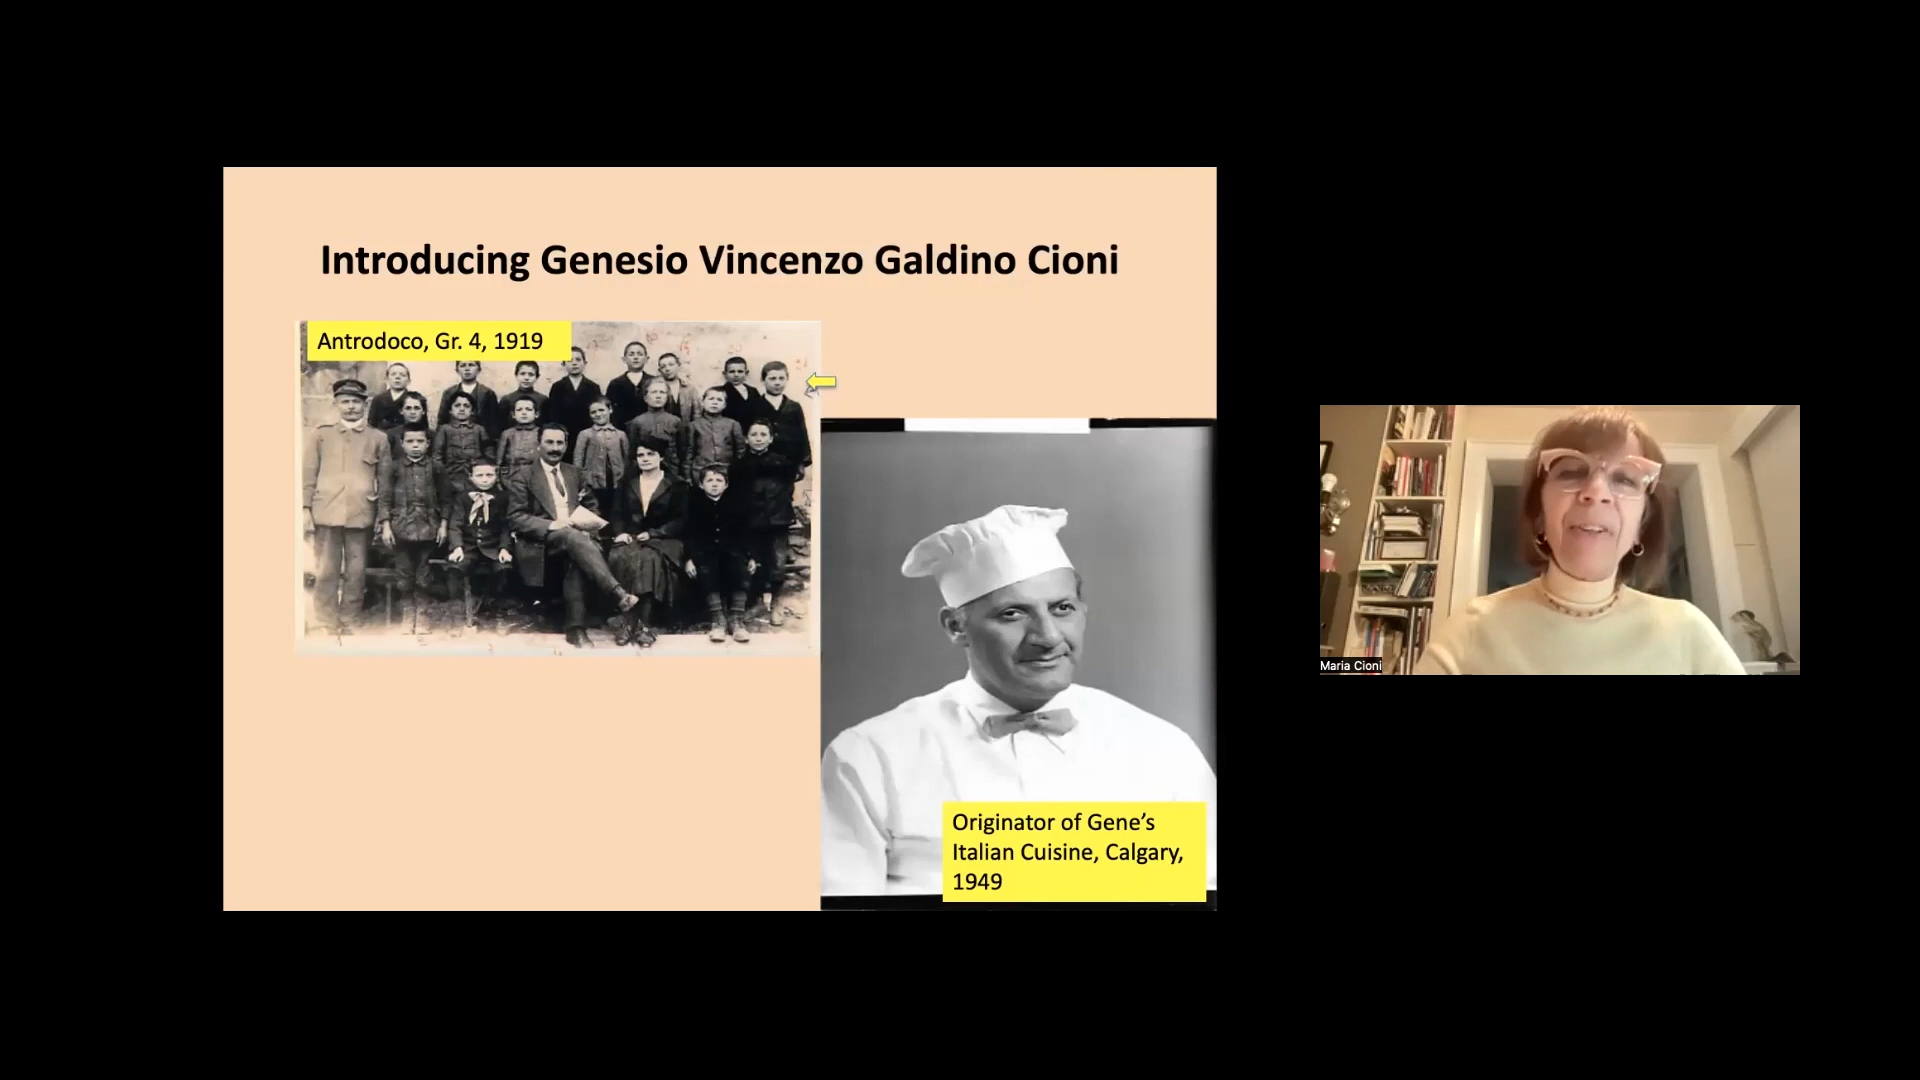 Introducing Genesio Vincenzo Galdino Cioni
Antrodoco, Gr. 4, 1919
Originator of Gene’s
Italian Cuisine, Calgary,
1949
Maria Cioni